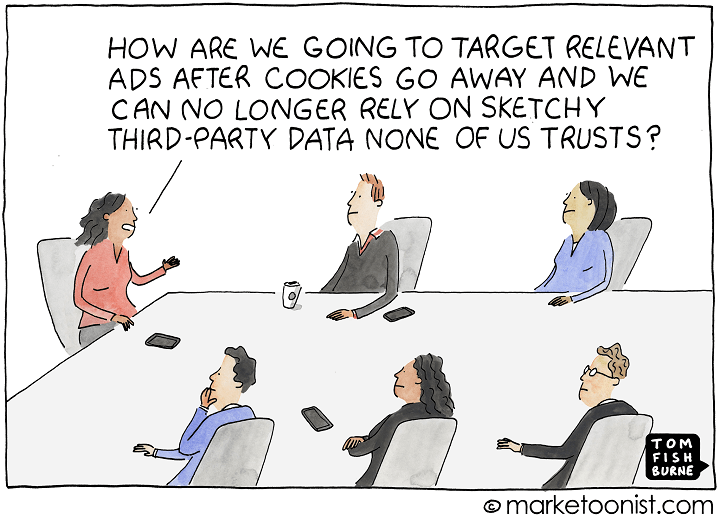 HOW ARE WE GOING TO TARGET RELEVANT
ADS AFTER COOKIES GO AWAY AND WE
CAN NO LONGER RELY ON SKETCHY
THIRD-PARTY DATA NONE OF US TRUSTS?
TOM
FISH
BURNE
© marketoonist.com